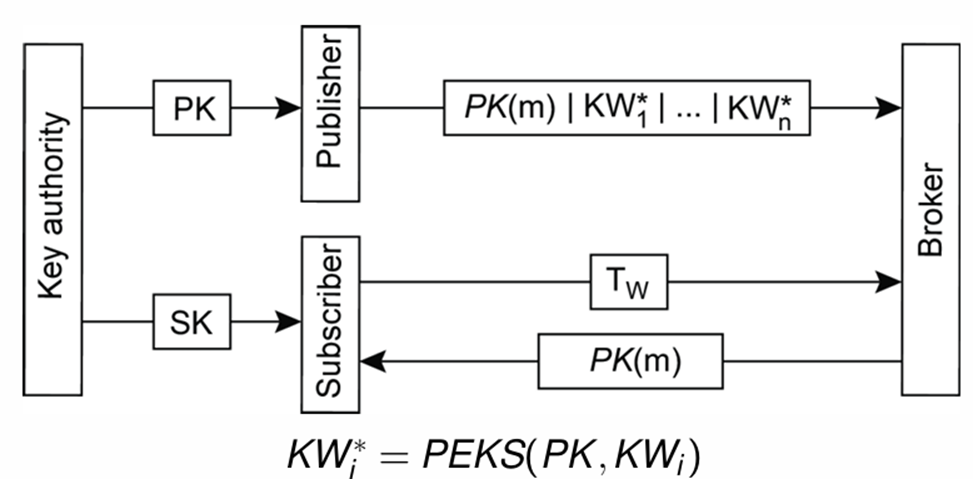 Key authority
PK
Publisher
PK(m) | KW*1 | ... | KW*n
Broker
SK
Subscriber
TW
PK(m)
KW*i = PEKS(PK, KWi)